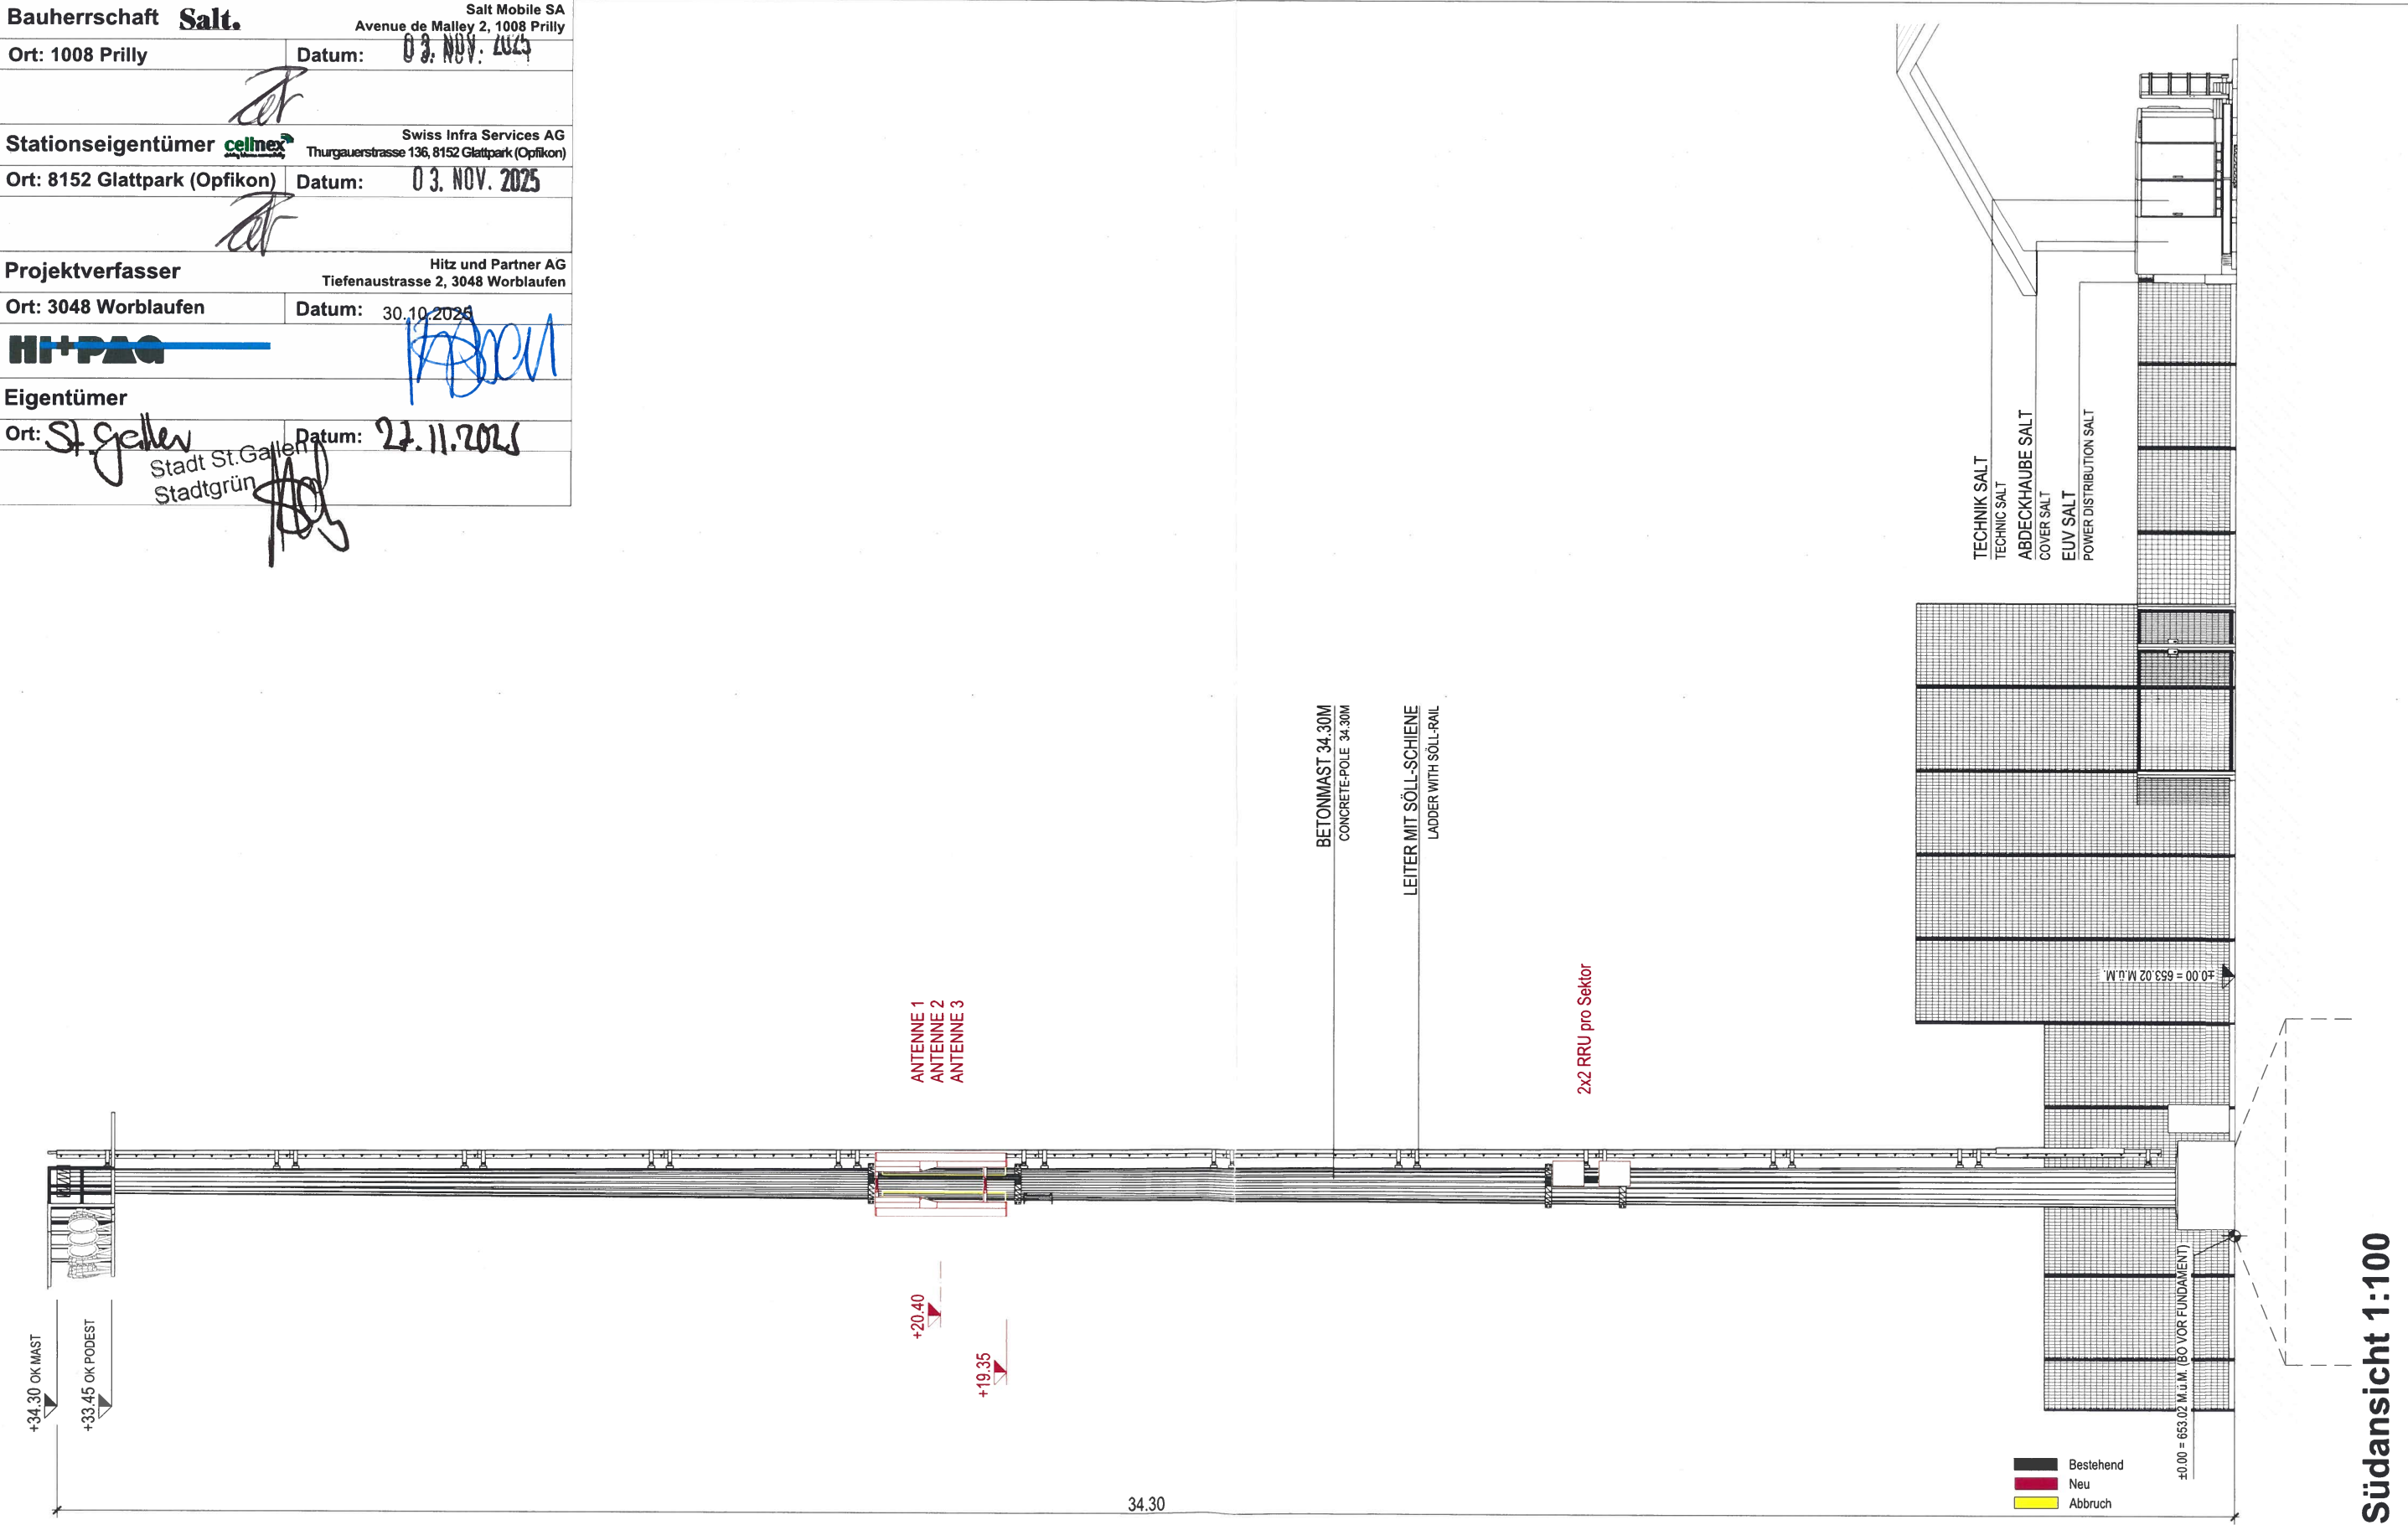 Bauherrschaft Salt.
Salt Mobile SA
Avenue de Malley 2, 1008 Prilly
Ort: 1008 Prilly
Datum: 03. NOV. 2025
Stationseigentümer cellnex
Swiss Infra Services AG
Thurgauerstrasse 136, 8152 Glattpark (Opfikon)
Ort: 8152 Glattpark (Opfikon)
Datum: 03. NOV. 2025
Projektverfasser
Hitz und Partner AG
Tiefenaustrasse 2, 3048 Worblaufen
Ort: 3048 Worblaufen
Datum: 30.10.2025
HI+PAG
Eigentümer
Ort: St. Gallen
Datum: 27.11.2025
Stadt St.Gallen
Stadtgrün
TECHNIK SALT
TECHNIC SALT
ABDECKHAUBE SALT
COVER SALT
EUV SALT
POWER DISTRIBUTION SALT
BETONMAST 34.30M
CONCRETE-POLE 34.30M
LEITER MIT SÖLL-SCHIENE
LADDER WITH SÖLL-RAIL
ANTENNE 1
ANTENNE 2
ANTENNE 3
2x2 RRU pro Sektor
±0.00 = 653.02 M.ü.M.
+34.30 OK MAST
+33.45 OK PODEST
+20.40
+19.35
±0.00 = 653.02 M.ü.M. (BO VOR FUNDAMENT)
34.30
Bestehend
Neu
Abbruch
Südansicht 1:100